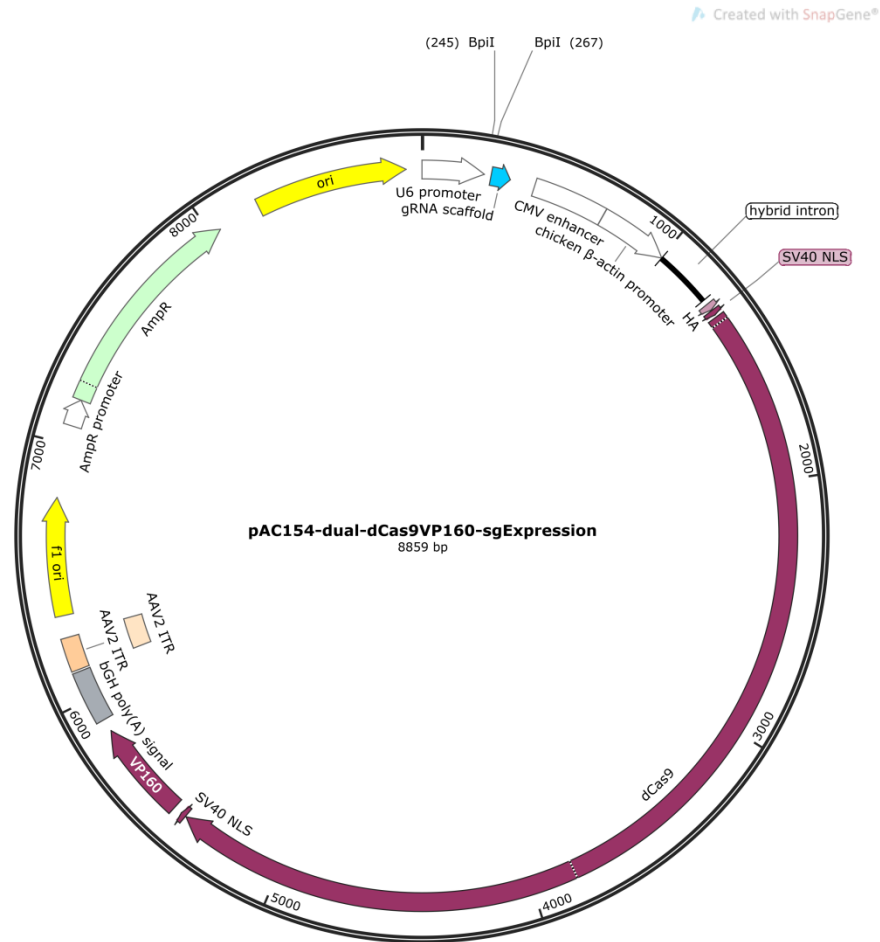 Created with SnapGene®
(245) BpiI
BpiI (267)
ori
U6 promoter
gRNA scaffold
CMV enhancer
chicken β-actin promoter
1000
hybrid intron
SV40 NLS
HA
8000
AmpR
AmpR promoter
7000
2000
pAC154-dual-dCas9VP160-sgExpression
8859 bp
f1 ori
AAV2 ITR
AAV2 ITR
bGH poly(A) signal
6000
VP160
SV40 NLS
dCas9
3000
5000
4000